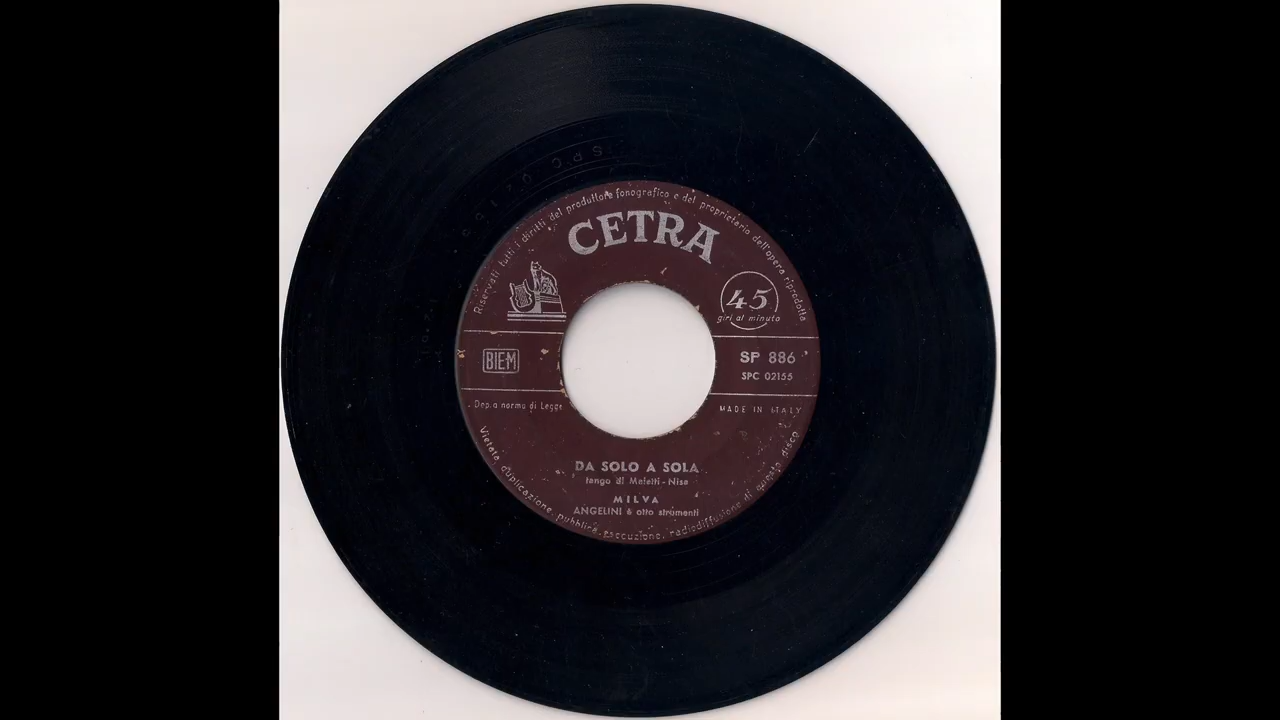 Riservati tutti i diritti del produttore fonografico e del proprietario dell'opera riprodotta
CETRA
45
giri al minuto
BIEM
SP 886
SPC 02155
Dep. a norma di Legge
MADE IN ITALY
DA SOLO A SOLA
tango di Mefetti - Nisa
MILVA
ANGELINI e otto strumenti
Vietata duplicazione, pubblica esecuzione, radiodiffusione di questo disco